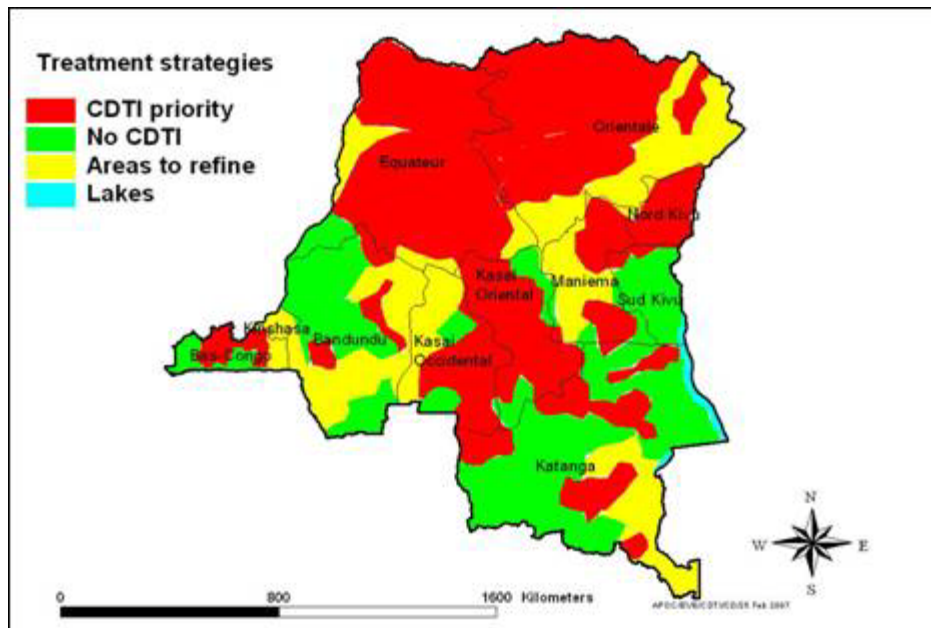 Treatment strategies
CDTI priority
No CDTI
Areas to refine
Lakes
Orientale
Equateur
Nord Kivu
Kasai
Oriental
Maniema
Sud Kivu
Kinshasa
Bas-Congo
Bandundu
Kasai
Occidental
Katanga
N
W E
S
0 800 1600 Kilometers